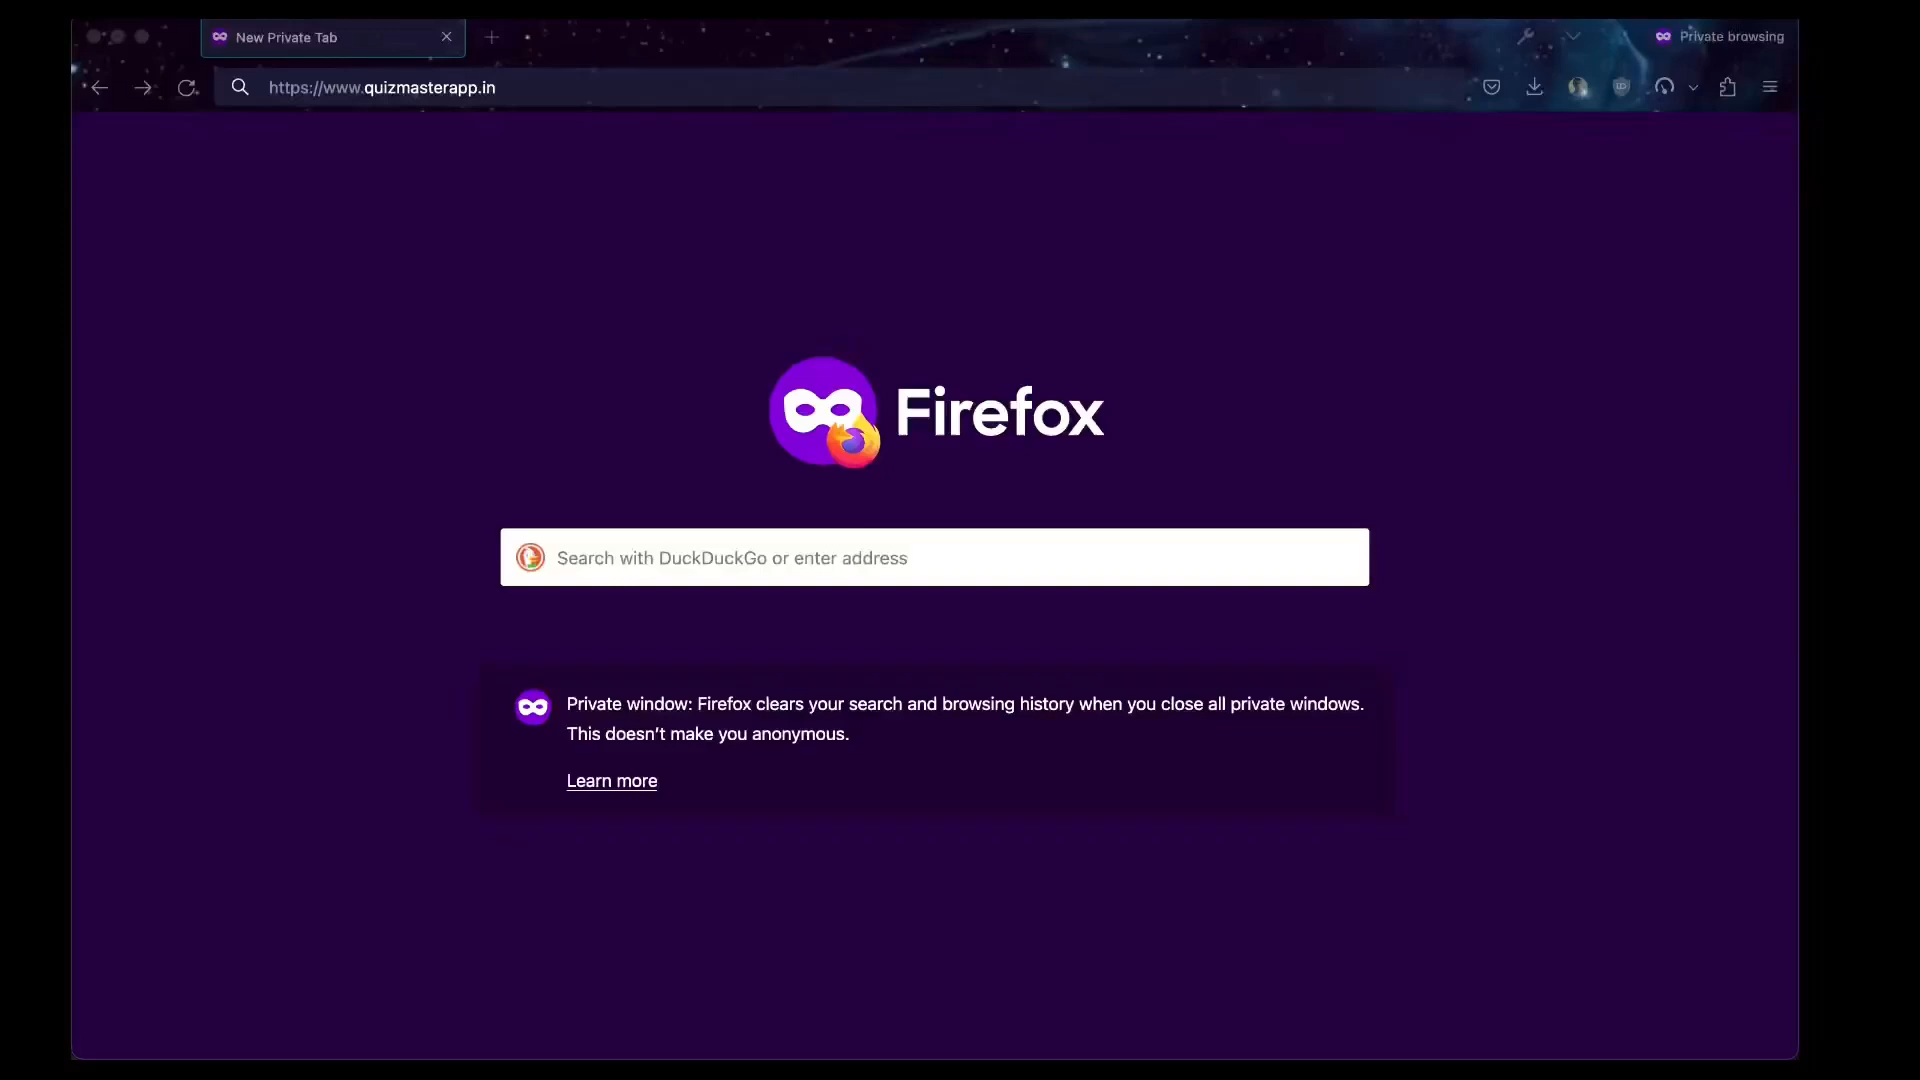 New Private Tab
Private browsing
https://www.quizmasterapp.in
Firefox
Search with DuckDuckGo or enter address
Private window: Firefox clears your search and browsing history when you close all private windows.
This doesn't make you anonymous.
Learn more